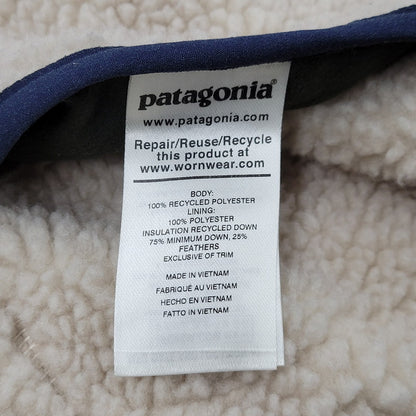 patagonia®
www.patagonia.com
Repair/Reuse/Recycle
this product at
www.wornwear.com
BODY:
100% RECYCLED POLYESTER
LINING:
100% POLYESTER
INSULATION RECYCLED DOWN
75% MINIMUM DOWN, 25%
FEATHERS
EXCLUSIVE OF TRIM
MADE IN VIETNAM
FABRIQUÉ AU VIETNAM
HECHO EN VIETNAM
FATTO IN VIETNAM